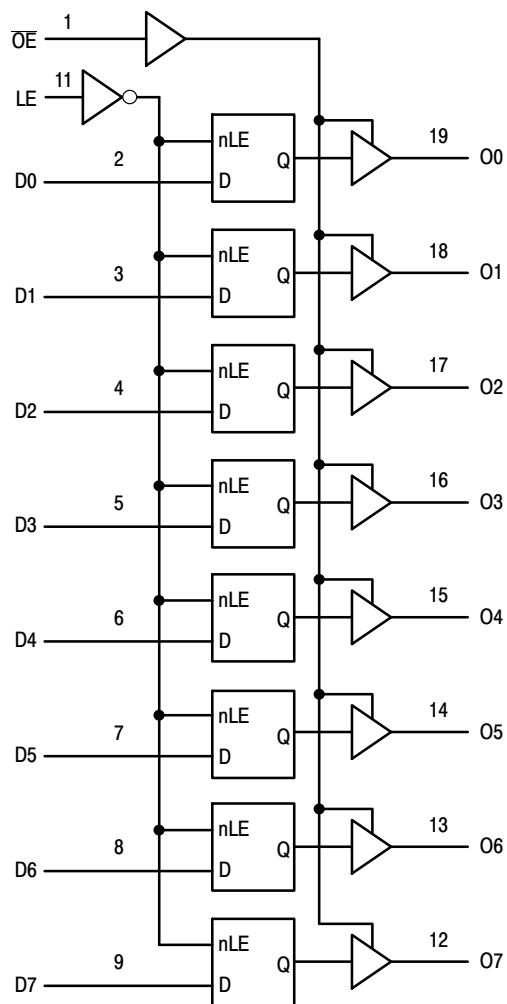 1
O̅E̅
11
LE
nLE
2 Q 19 O0
D0 D
nLE
3 Q 18 O1
D1 D
nLE
4 Q 17 O2
D2 D
nLE
5 Q 16 O3
D3 D
nLE
6 Q 15 O4
D4 D
nLE
7 Q 14 O5
D5 D
nLE
8 Q 13 O6
D6 D
nLE
9 Q 12 O7
D7 D